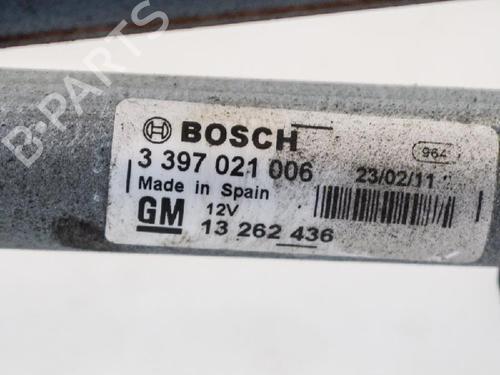 B-PARTS
BOSCH
964
3 397 021 006
23/02/11
Made in Spain
GM
12V
13 262 436